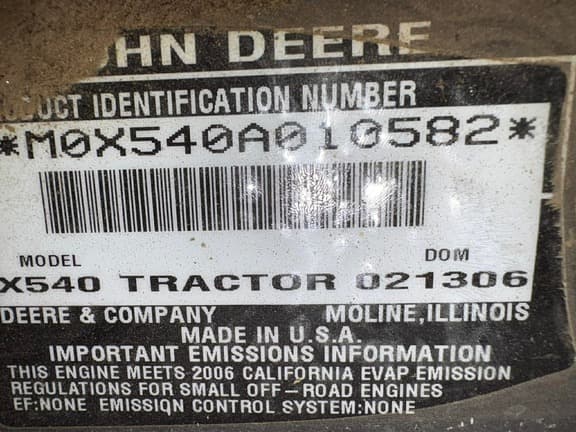 JOHN DEERE
PRODUCT IDENTIFICATION NUMBER
*M0X540A010582*
MODEL DOM
X540 TRACTOR 021306
DEERE & COMPANY MOLINE, ILLINOIS
MADE IN U.S.A.
IMPORTANT EMISSIONS INFORMATION
THIS ENGINE MEETS 2006 CALIFORNIA EVAP EMISSION
REGULATIONS FOR SMALL OFF-ROAD ENGINES
EF:NONE EMISSION CONTROL SYSTEM:NONE